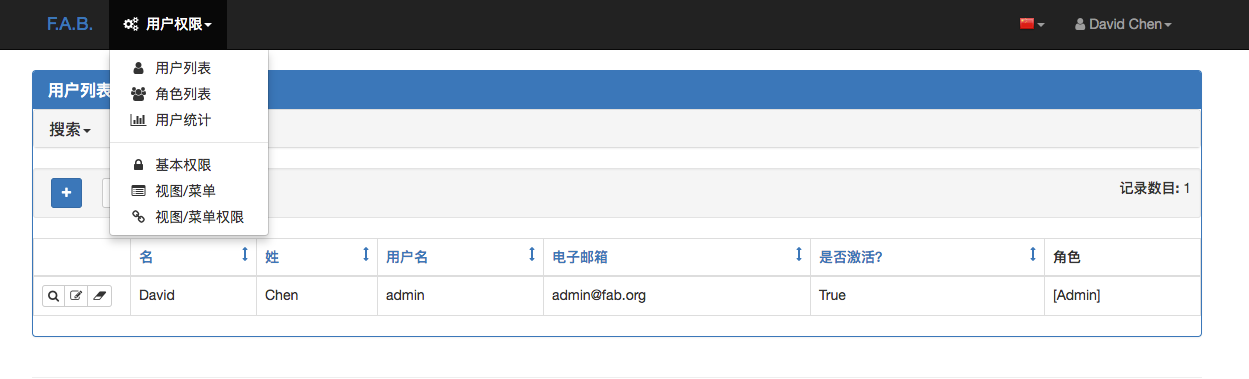 F.A.B.
用户权限
David Chen
用户列表
角色列表
用户统计
基本权限
视图/菜单
视图/菜单权限
用户列表
搜索
记录数目: 1
名 姓 用户名 电子邮箱 是否激活? 角色
David Chen admin admin@fab.org True [Admin]